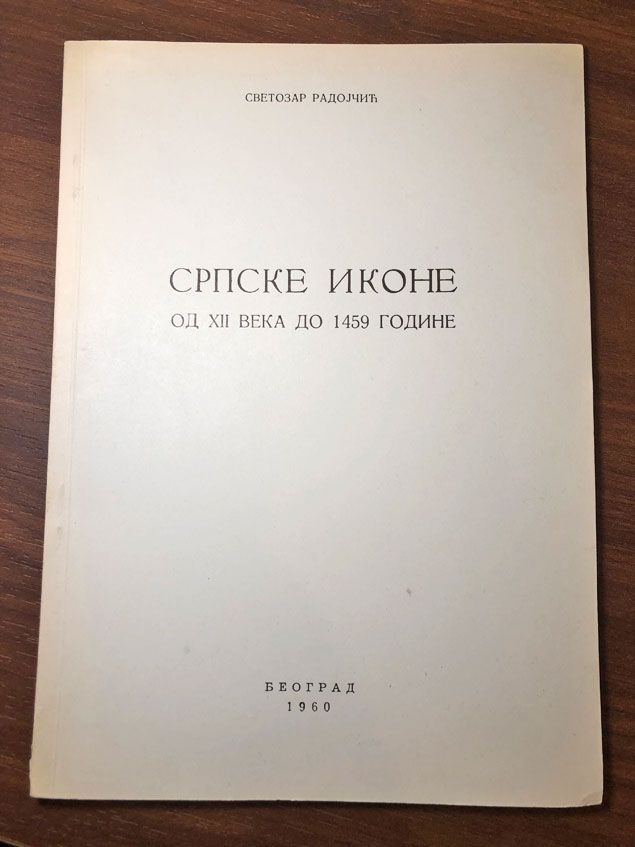 СВЕТОЗАР РАДОЈЧИЋ
СРПСКЕ ИКОНЕ
ОД XII ВЕКА ДО 1459 ГОДИНЕ
БЕОГРАД
1960